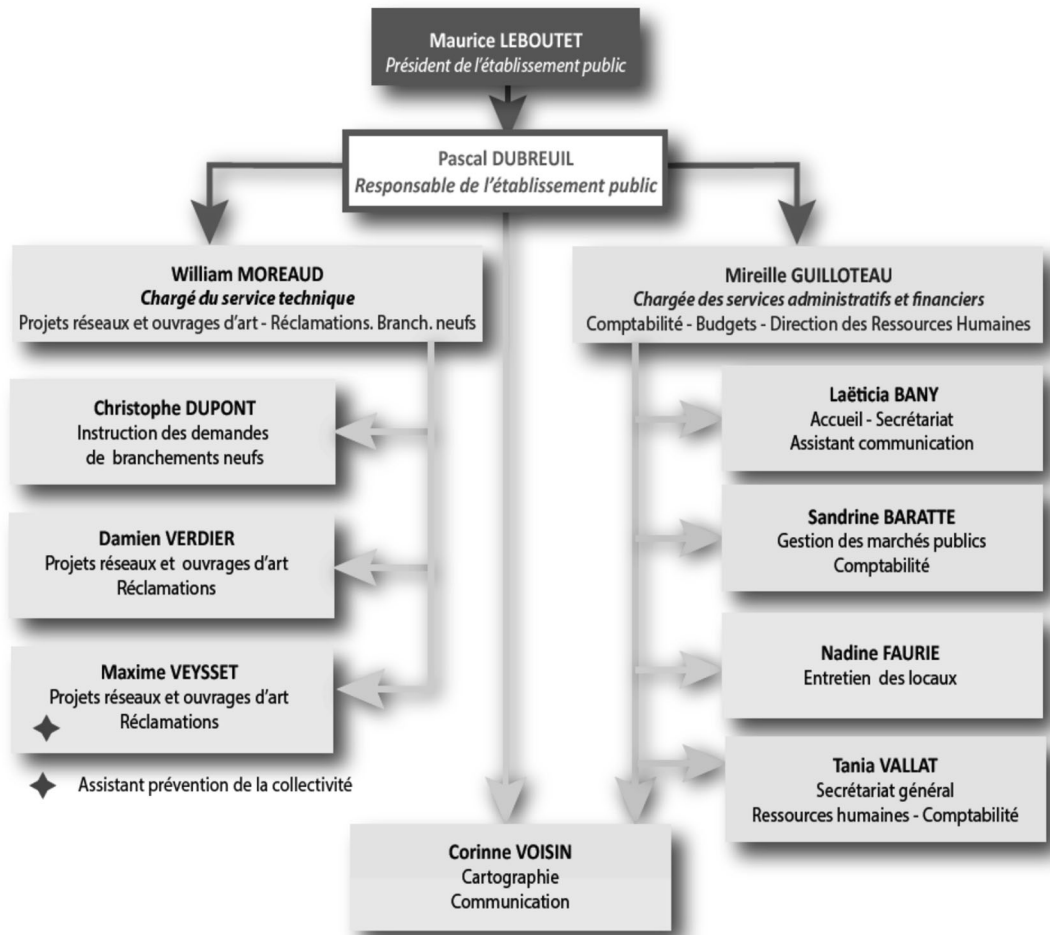 Maurice LEBOUTET
Président de l'établissement public
Pascal DUBREUIL
Responsable de l'établissement public
William MOREAUD
Chargé du service technique
Projets réseaux et ouvrages d'art - Réclamations. Branch. neufs
Mireille GUILLOTEAU
Chargée des services administratifs et financiers
Comptabilité - Budgets - Direction des Ressources Humaines
Christophe DUPONT
Instruction des demandes
de branchements neufs
Damien VERDIER
Projets réseaux et ouvrages d'art
Réclamations
Maxime VEYSSET
Projets réseaux et ouvrages d'art
Réclamations
Assistant prévention de la collectivité
Laëticia BANY
Accueil - Secrétariat
Assistant communication
Sandrine BARATTE
Gestion des marchés publics
Comptabilité
Nadine FAURIE
Entretien des locaux
Tania VALLAT
Secrétariat général
Ressources humaines - Comptabilité
Corinne VOISIN
Cartographie
Communication